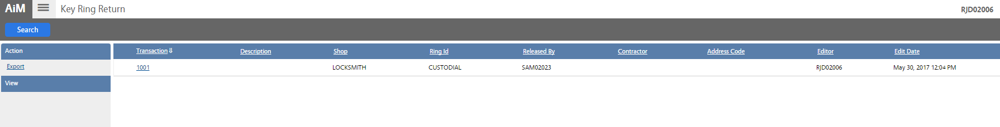 AiM Key Ring Return RJD02006
Search
Action
Export
View
Transaction⇓ Description Shop Ring Id Released By Contractor Address Code Editor Edit Date
1001 LOCKSMITH CUSTODIAL SAM02023 RJD02006 May 30, 2017 12:04 PM